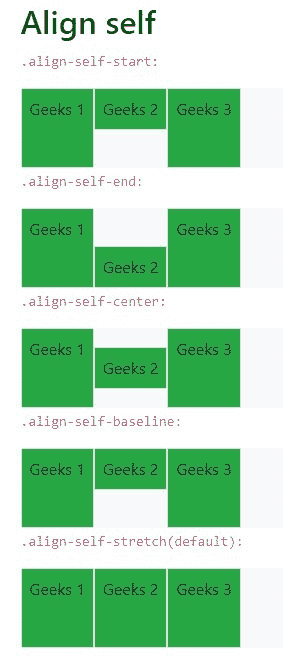 Align self
.align-self-start:
Geeks 1 Geeks 2 Geeks 3
.align-self-end:
Geeks 1 Geeks 3
Geeks 2
.align-self-center:
Geeks 1 Geeks 3
Geeks 2
.align-self-baseline:
Geeks 1 Geeks 2 Geeks 3
.align-self-stretch(default):
Geeks 1 Geeks 2 Geeks 3